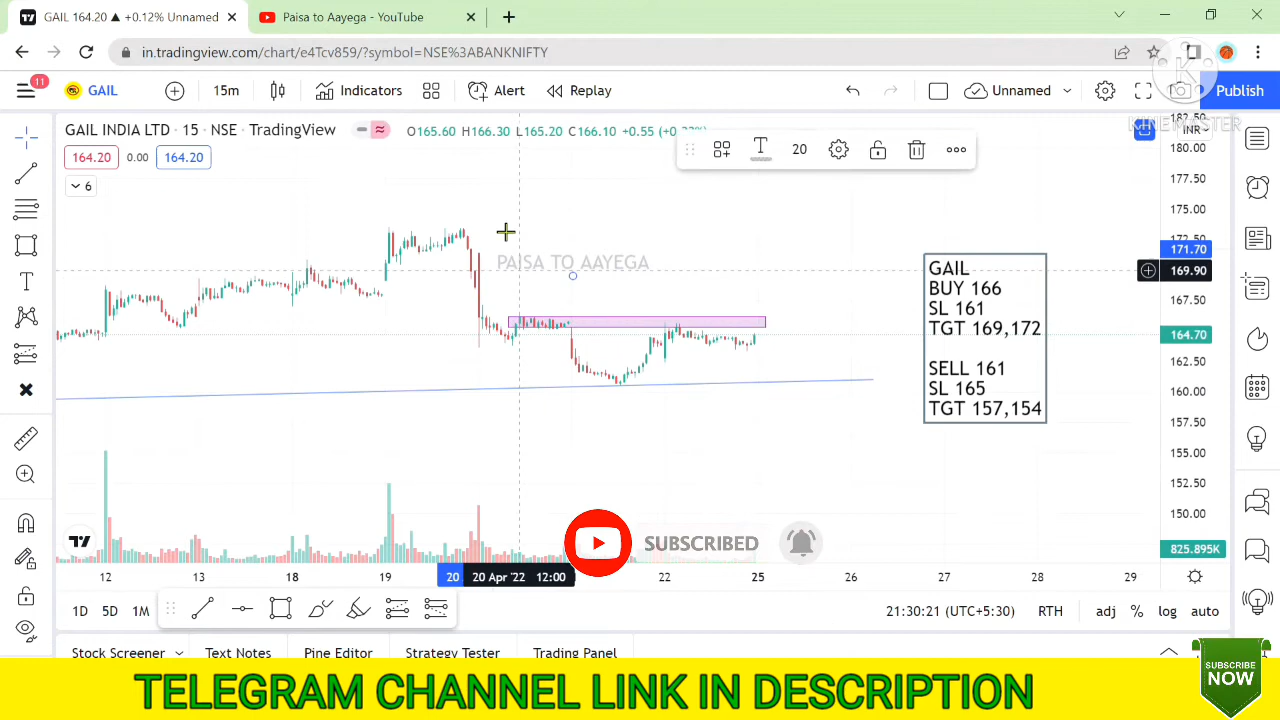 GAIL 164.20 ▲ +0.12% Unnamed
Paisa to Aayega - YouTube
in.tradingview.com/chart/e4Tcv859/?symbol=NSE%3ABANKNIFTY
11
GAIL
15m
Indicators
Alert
Replay
Unnamed
Publish
KINEMASTER
GAIL INDIA LTD · 15 · NSE · TradingView
O165.60 H166.30 L165.20 C166.10 +0.55
INR
164.20
0.00
164.20
6
T
20
182.50
180.00
177.50
175.00
171.70
169.90
167.50
164.70
162.50
160.00
157.50
155.00
152.50
150.00
825.895K
PAISA TO AAYEGA
GAIL
BUY 166
SL 161
TGT 169,172
SELL 161
SL 165
TGT 157,154
SUBSCRIBED
12
13
18
19
20
20 Apr '22 12:00
22
25
26
27
28
29
1D
5D
1M
21:30:21 (UTC+5:30)
RTH
adj
%
log
auto
Stock Screener
Text Notes
Pine Editor
Strategy Tester
Trading Panel
TELEGRAM CHANNEL LINK IN DESCRIPTION
SUBSCRIBE
NOW